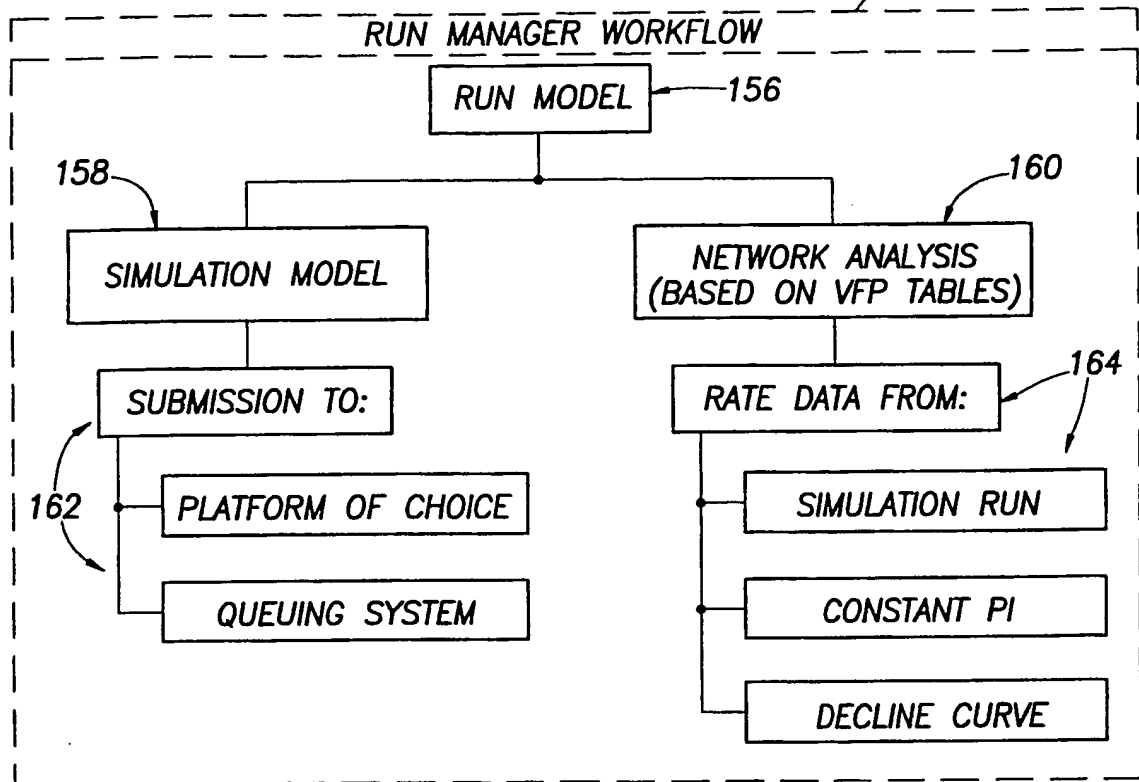 RUN MANAGER WORKFLOW
RUN MODEL
156
158
160
SIMULATION MODEL
NETWORK ANALYSIS
(BASED ON VFP TABLES)
SUBMISSION TO:
RATE DATA FROM:
164
162
PLATFORM OF CHOICE
SIMULATION RUN
QUEUING SYSTEM
CONSTANT PI
DECLINE CURVE